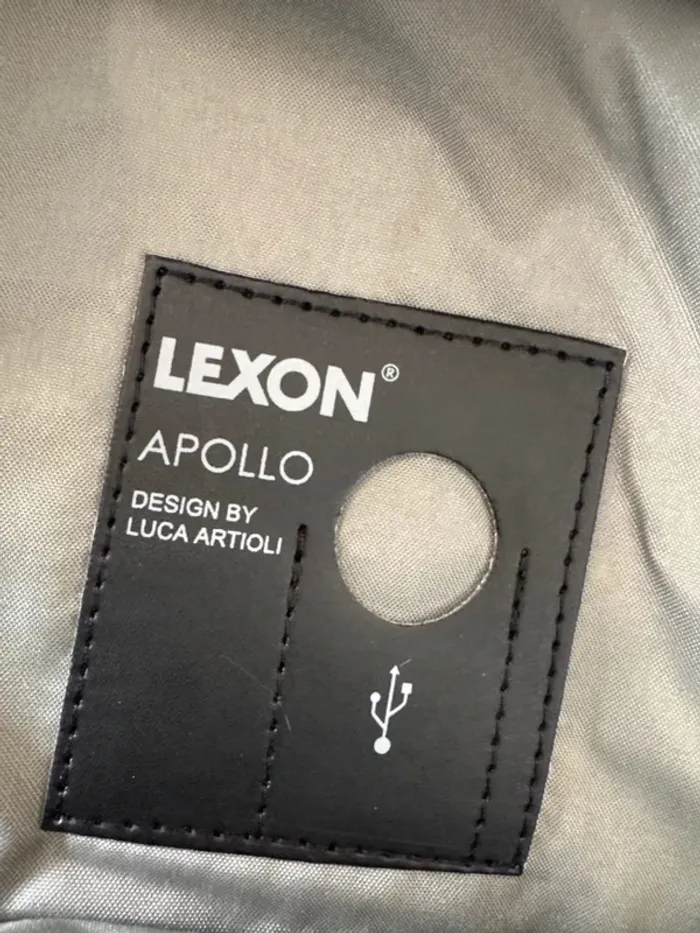 LEXON®
APOLLO
DESIGN BY
LUCA ARTIOLI